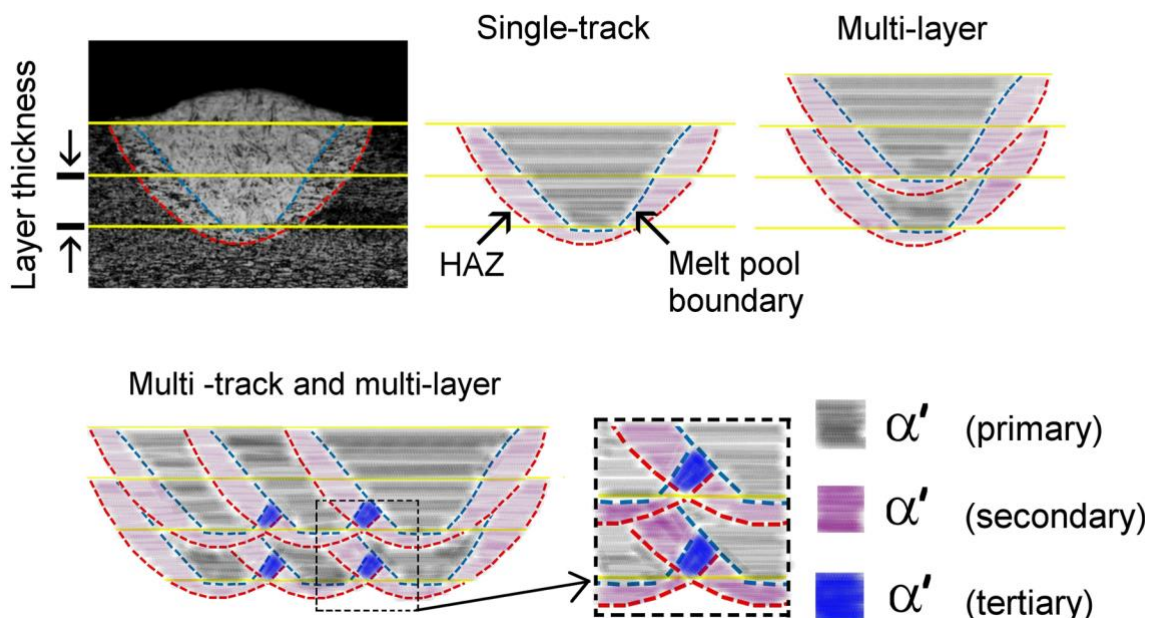 Single-track
Multi-layer
Layer thickness
HAZ
Melt pool
boundary
Multi -track and multi-layer
α' (primary)
α' (secondary)
α' (tertiary)